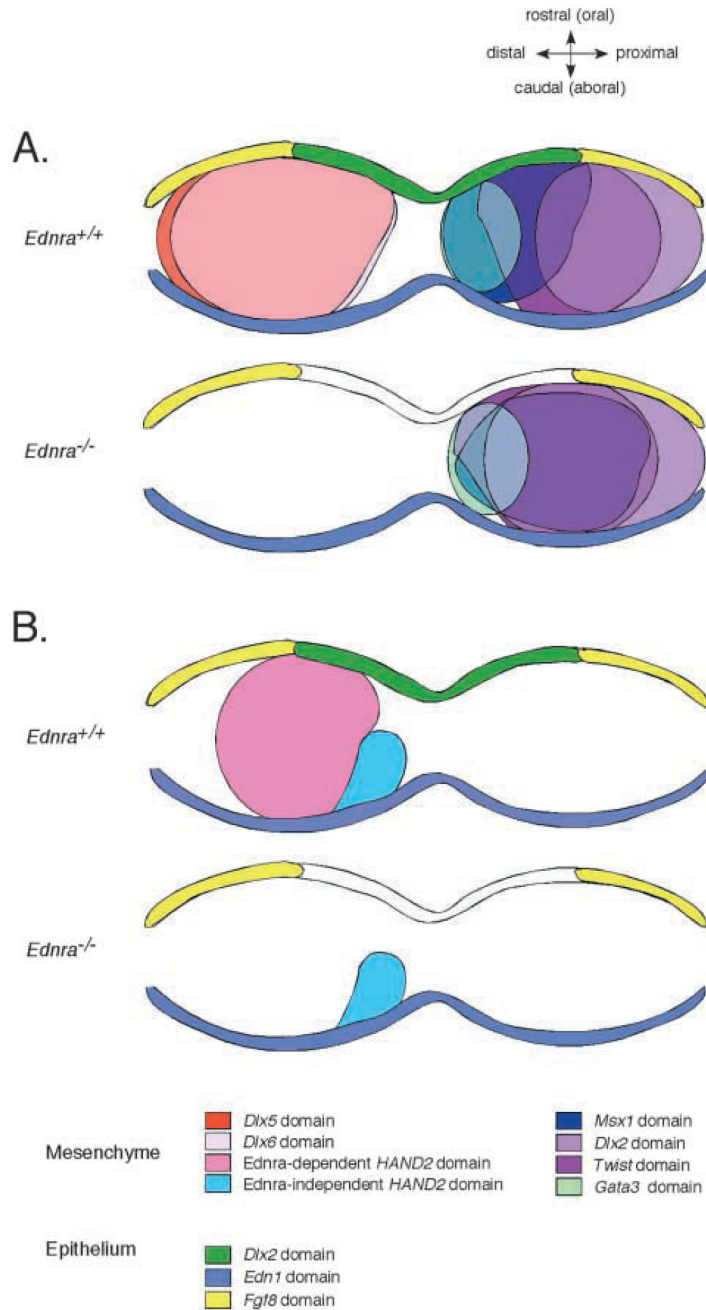 rostral (oral)
distal proximal
caudal (aboral)
A.
Ednra+/+
Ednra-/-
B.
Ednra+/+
Ednra-/-
Mesenchyme
Dlx5 domain
Dlx6 domain
Ednra-dependent HAND2 domain
Ednra-independent HAND2 domain
Msx1 domain
Dlx2 domain
Twist domain
Gata3 domain
Epithelium
Dlx2 domain
Edn1 domain
Fgf8 domain